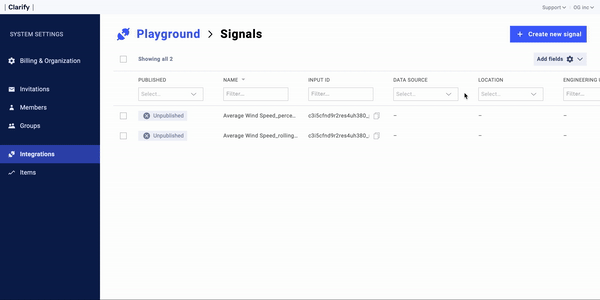 | Clarify |
Support
OG inc
SYSTEM SETTINGS
Billing & Organization
Invitations
Members
Groups
Integrations
Items
Playground > Signals
+ Create new signal
Showing all 2
Add fields
PUBLISHED NAME INPUT ID DATA SOURCE LOCATION ENGINEERING
Select... Filter... Filter... Select... Select... Filter...
Unpublished Average Wind Speed_perce... c3i5cfnd9r2res4uh380_. – – –
Unpublished Average Wind Speed_rolling... c3i5cfnd9r2res4uh380_. – – –